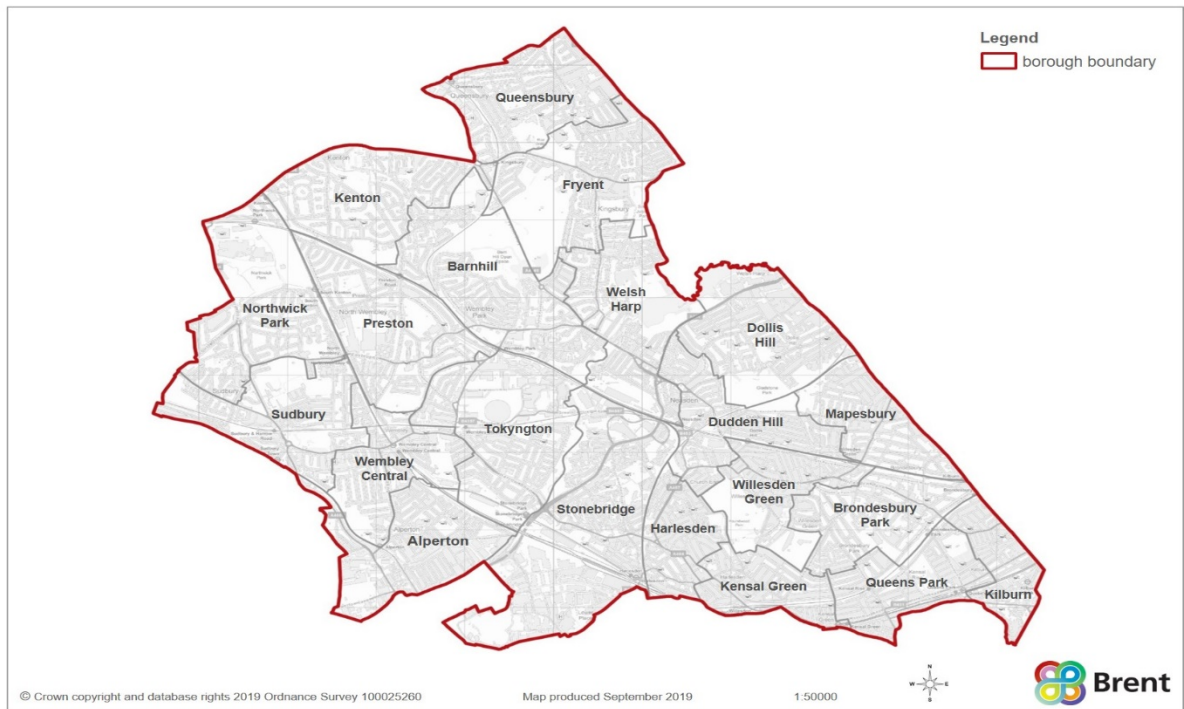 Legend
borough boundary
Queensbury
Fryent
Kenton
Barnhill
Welsh
Harp
Northwick
Park
Preston
Dollis
Hill
Sudbury
Tokyngton
Dudden Hill
Mapesbury
Wembley
Central
Willesden
Green
Brondesbury
Park
Stonebridge
Harlesden
Alperton
Kensal Green
Queens Park
Kilburn
N
W E
S
Brent
© Crown copyright and database rights 2019 Ordnance Survey 100025260
Map produced September 2019
1:50000